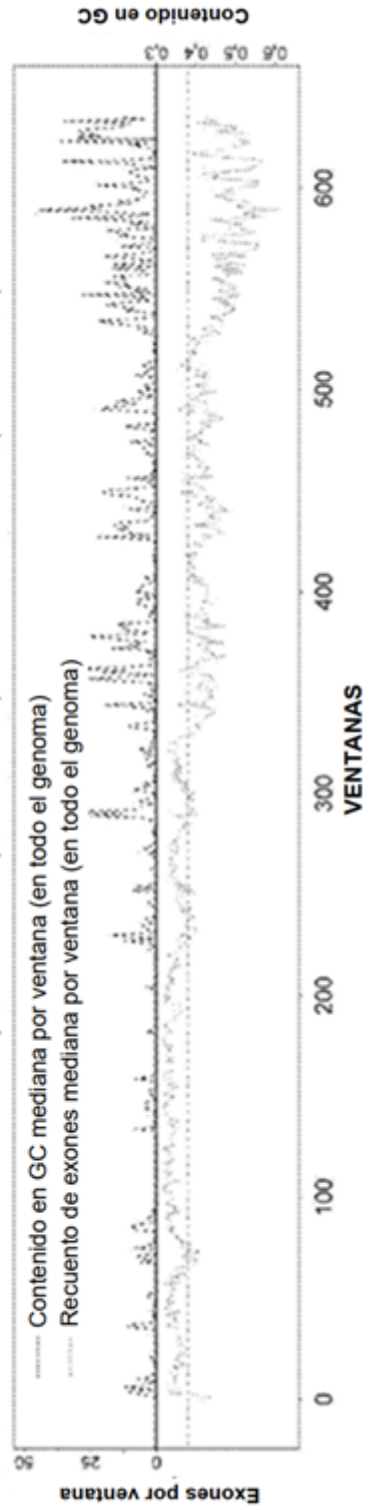 Contenido en GC mediana por ventana (en todo el genoma)
Recuento de exones mediana por ventana (en todo el genoma)
Exones por ventana
50
25
0
Contenido en GC
0,3
0,4
0,5
0,6
0
100
200
300
400
500
600
VENTANAS